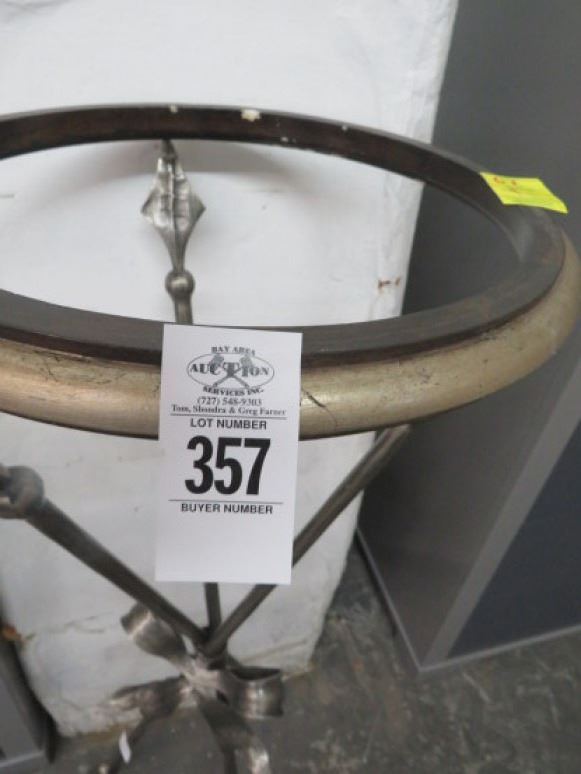 BAY AREA
AUCTION
SERVICES INC.
(727) 548-9303
Tom, Shondra & Greg Farner
LOT NUMBER
357
BUYER NUMBER